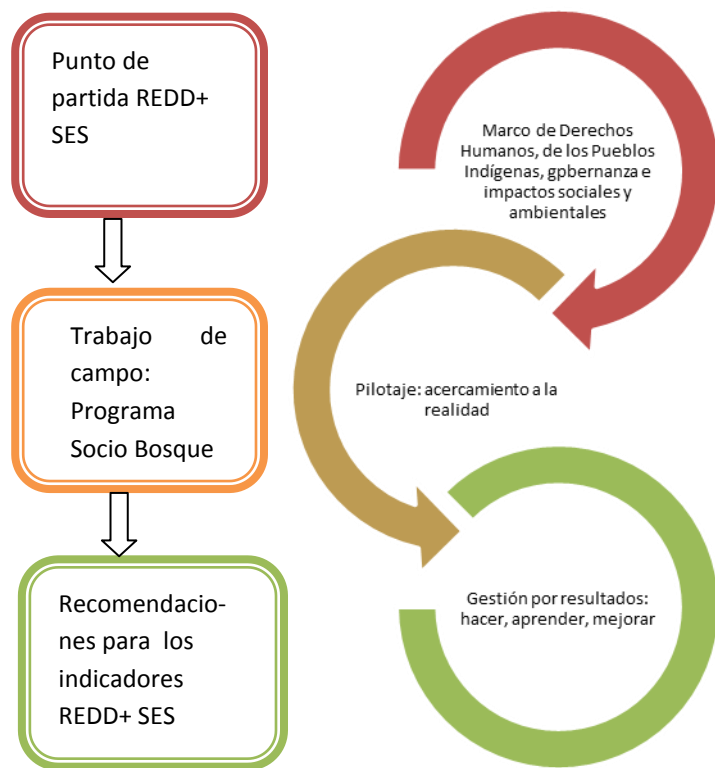 Punto de
partida REDD+
SES
Marco de Derechos
Humanos, de los Pueblos
Indígenas, gpbernanza e
impactos sociales y
ambientales
Trabajo de
campo:
Programa
Socio Bosque
Pilotaje: acercamiento a la
realidad
Recomendacio-
nes para los
indicadores
REDD+ SES
Gestión por resultados:
hacer, aprender, mejorar